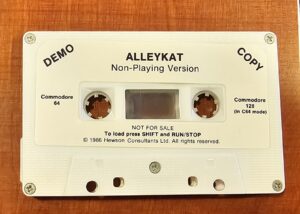 DEMO
ALLEYKAT
COPY
Non-Playing Version
Commodore
64
Commodore
128
(in C64 mode)
NOT FOR SALE
To load press SHIFT and RUN/STOP
© 1986 Hewson Consultants Ltd. All rights reserved.